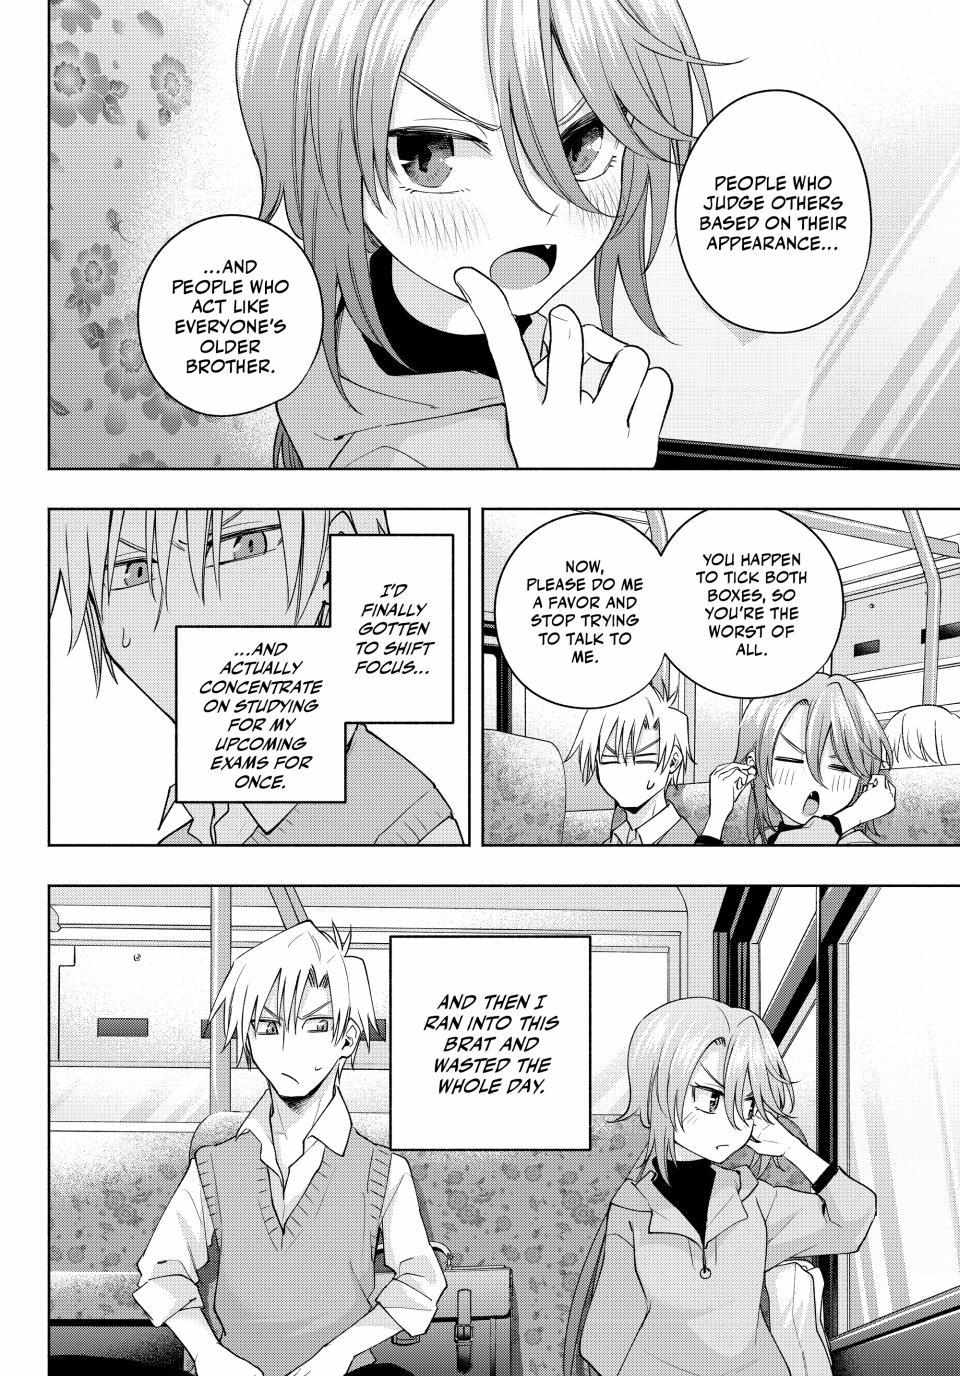 PEOPLE WHO
JUDGE OTHERS
BASED ON THEIR
APPEARANCE...
...AND
PEOPLE WHO
ACT LIKE
EVERYONE'S
OLDER
BROTHER.
YOU HAPPEN
TO TICK BOTH
BOXES, SO
YOU'RE THE
WORST OF
ALL.
NOW,
PLEASE DO ME
A FAVOR AND
STOP TRYING
TO TALK TO
ME.
I'D
FINALLY
GOTTEN
TO SHIFT
FOCUS...
...AND
ACTUALLY
CONCENTRATE
ON STUDYING
FOR MY
UPCOMING
EXAMS FOR
ONCE.
AND THEN I
RAN INTO THIS
BRAT AND
WASTED THE
WHOLE DAY.